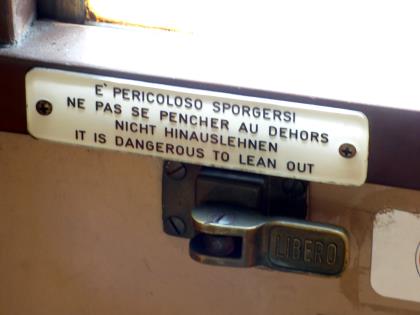 E' PERICOLOSO SPORGERSI
NE PAS SE PENCHER AU DEHORS
NICHT HINAUSLEHNEN
IT IS DANGEROUS TO LEAN OUT
LIBERO